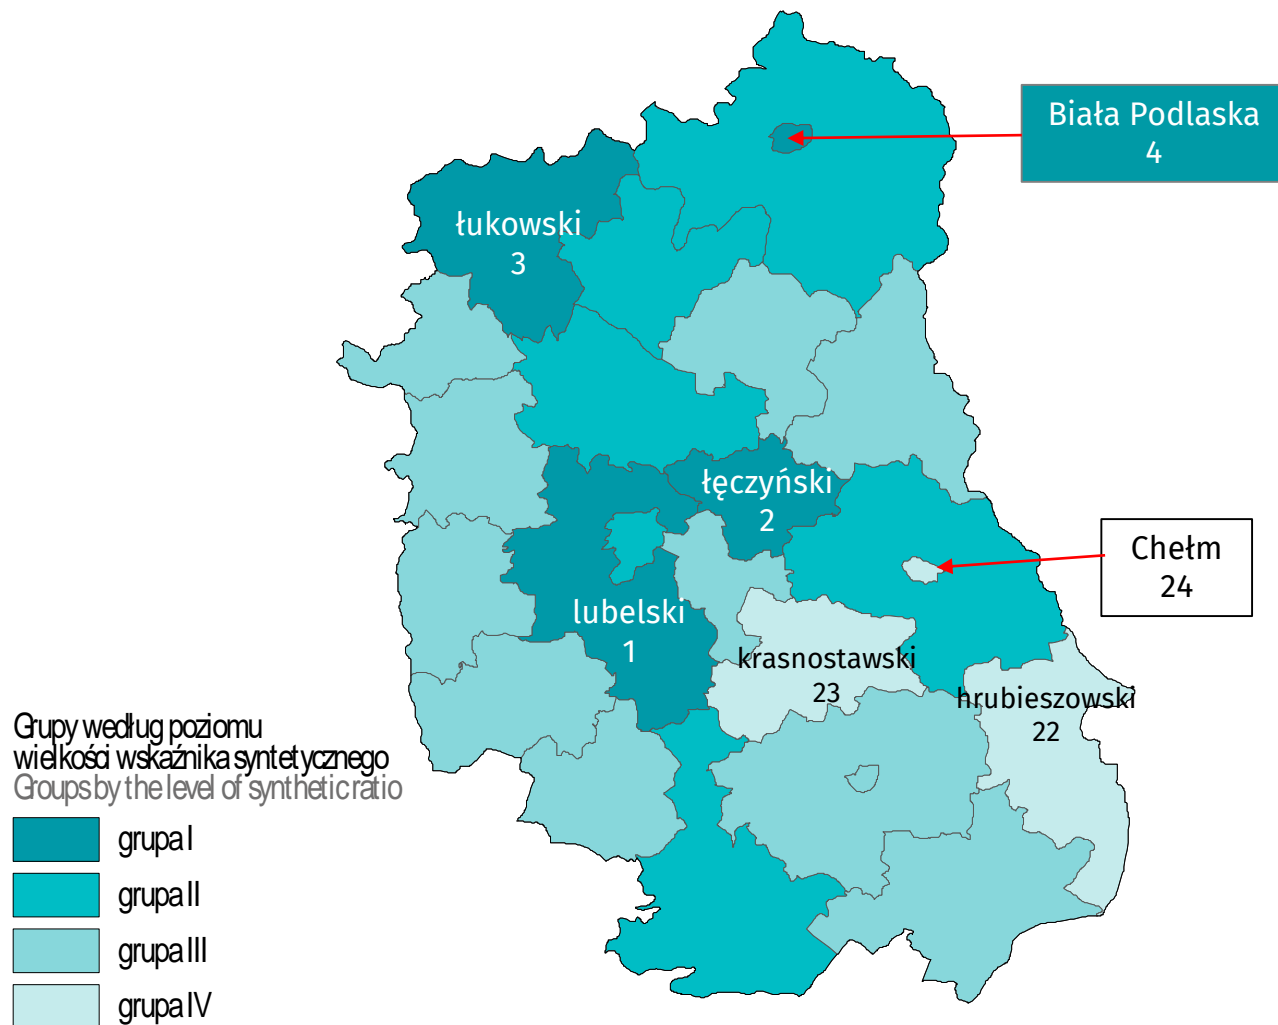 Biała Podlaska
4
łukowski
3
łęczyński
2
Chełm
24
lubelski
1
krasnostawski
23
hrubieszowski
22
Grupy według poziomu
wielkości wskaźnika syntetycznego
Groups by the level of synthetic ratio
grupa I
grupa II
grupa III
grupa IV